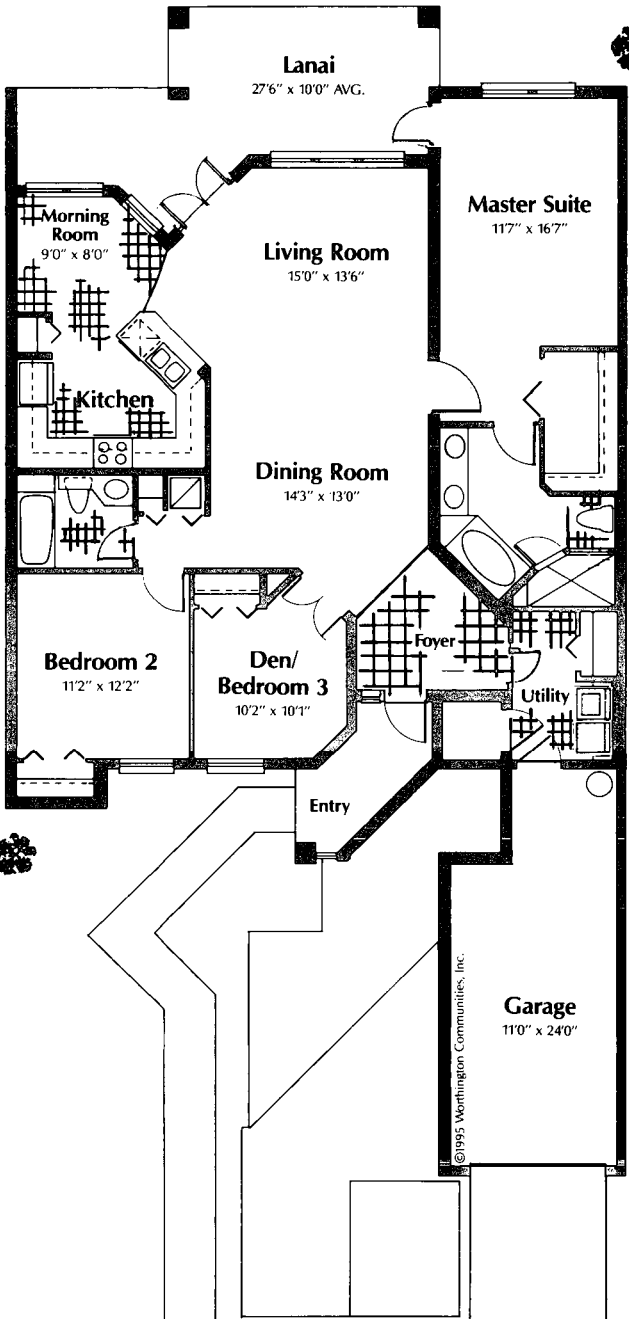 Lanai
27'6" x 10'0" AVG.
Master Suite
11'7" x 16'7"
Morning
Room
9'0" x 8'0"
Living Room
15'0" x 13'6"
Kitchen
Dining Room
14'3" x 13'0"
Foyer
Bedroom 2
11'2" x 12'2"
Den/
Bedroom 3
10'2" x 10'1"
Utility
Entry
Garage
11'0" x 24'0"
©1995 Worthington Communities, Inc.